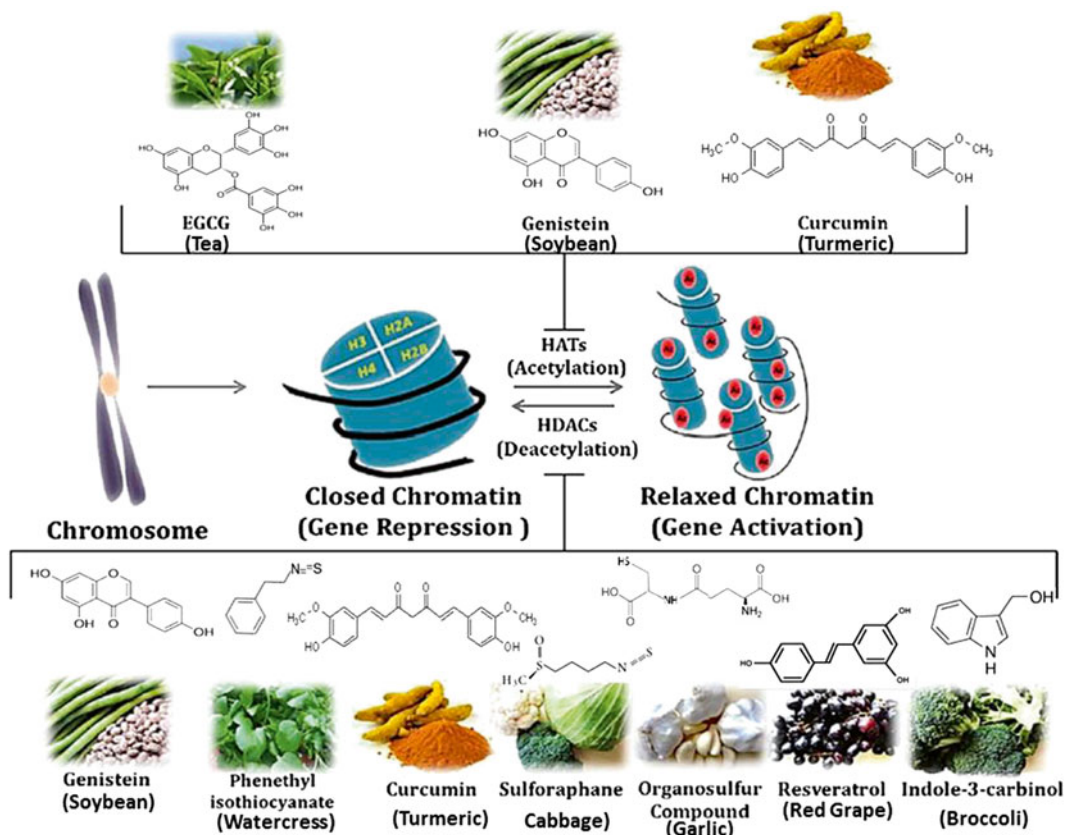 EGCG
(Tea)
Genistein
(Soybean)
Curcumin
(Turmeric)
HATs
(Acetylation)
HDACs
(Deacetylation)
H3
H2A
H4
H2B
Ac
Chromosome
Closed Chromatin
(Gene Repression )
Relaxed Chromatin
(Gene Activation)
Genistein
(Soybean)
Phenethyl
isothiocyanate
(Watercress)
Curcumin
(Turmeric)
Sulforaphane
Cabbage)
Organosulfur
Compound
(Garlic)
Resveratrol
(Red Grape)
Indole-3-carbinol
(Broccoli)